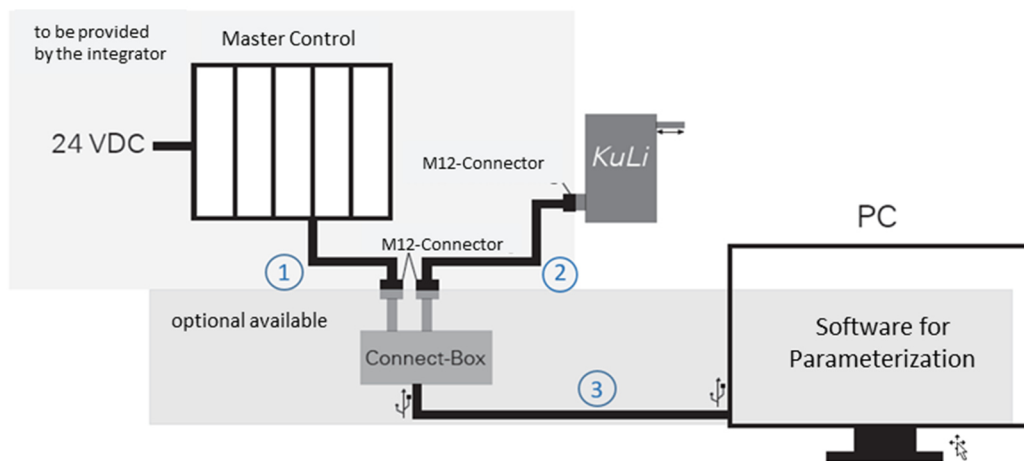 to be provided
by the integrator
Master Control
24 VDC
M12-Connector
KuLi
M12-Connector
PC
1
2
optional available
Connect-Box
3
Software for
Parameterization